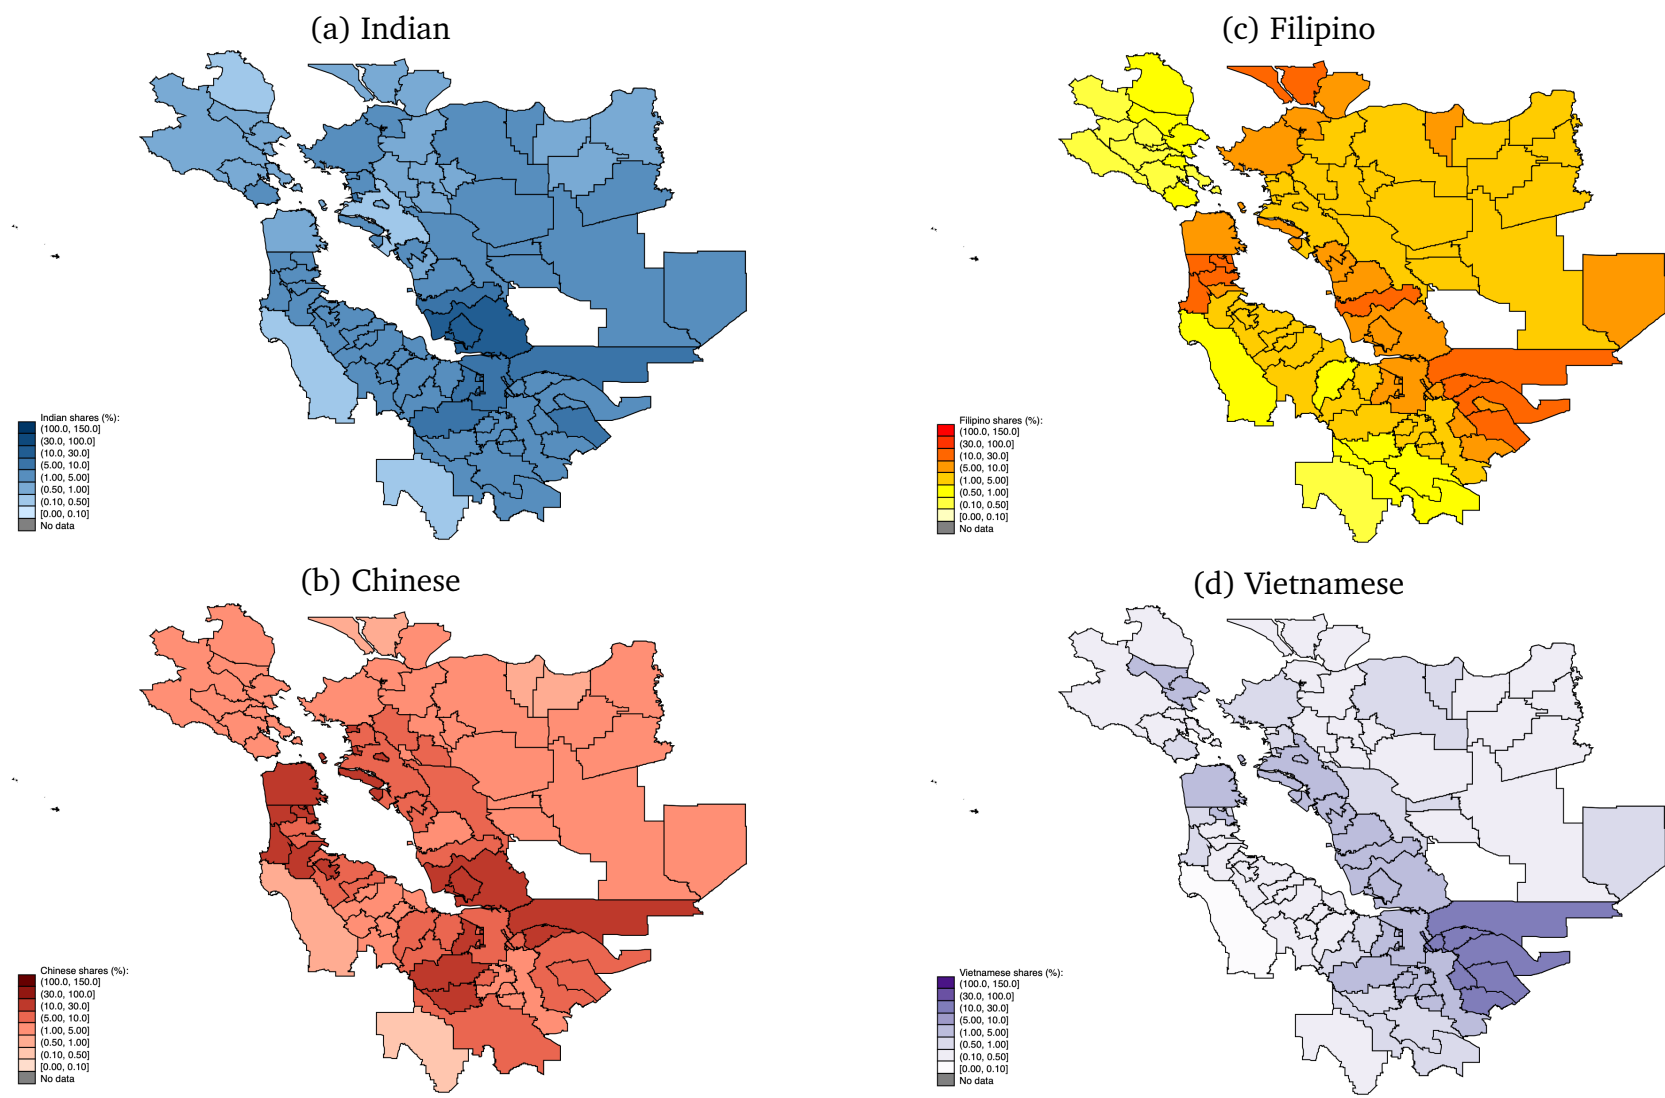 (a) Indian
Indian shares (%):
(100.0, 150.0]
(30.0, 100.0]
(10.0, 30.0]
(5.00, 10.0]
(1.00, 5.00]
(0.50, 1.00]
(0.10, 0.50]
[0.00, 0.10]
No data
(c) Filipino
Filipino shares (%):
(100.0, 150.0]
(30.0, 100.0]
(10.0, 30.0]
(5.00, 10.0]
(1.00, 5.00]
(0.50, 1.00]
(0.10, 0.50]
[0.00, 0.10]
No data
(b) Chinese
Chinese shares (%):
(100.0, 150.0]
(30.0, 100.0]
(10.0, 30.0]
(5.00, 10.0]
(1.00, 5.00]
(0.50, 1.00]
(0.10, 0.50]
[0.00, 0.10]
No data
(d) Vietnamese
Vietnamese shares (%):
(100.0, 150.0]
(30.0, 100.0]
(10.0, 30.0]
(5.00, 10.0]
(1.00, 5.00]
(0.50, 1.00]
(0.10, 0.50]
[0.00, 0.10]
No data